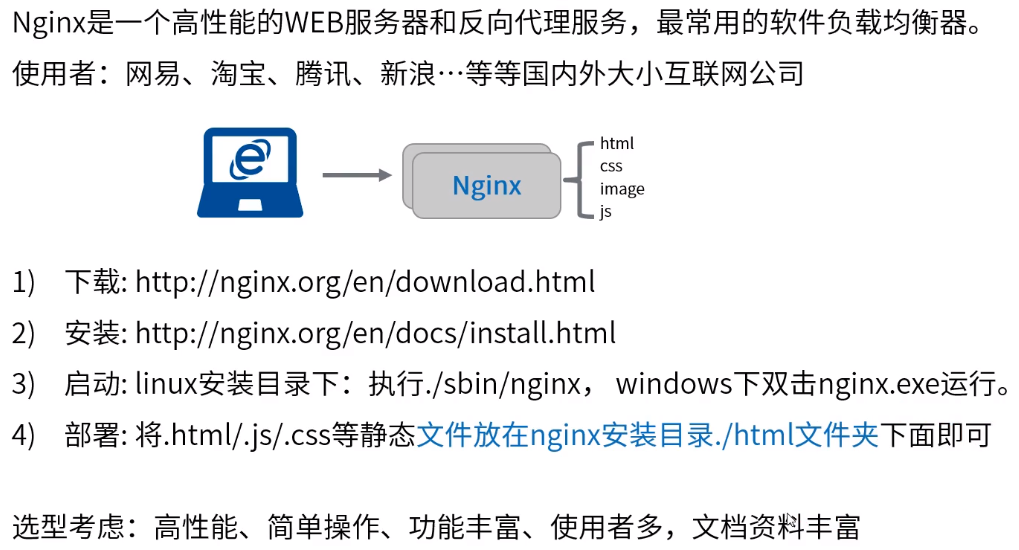 Nginx是一个高性能的WEB服务器和反向代理服务，最常用的软件负载均衡器。
使用者：网易、淘宝、腾讯、新浪…等等国内外大小互联网公司
html
css
image
js
Nginx
1) 下载: http://nginx.org/en/download.html
2) 安装: http://nginx.org/en/docs/install.html
3) 启动: linux安装目录下：执行./sbin/nginx， windows下双击nginx.exe运行。
4) 部署: 将.html/.js/.css等静态文件放在nginx安装目录./html文件夹下面即可
选型考虑：高性能、简单操作、功能丰富、使用者多，文档资料丰富